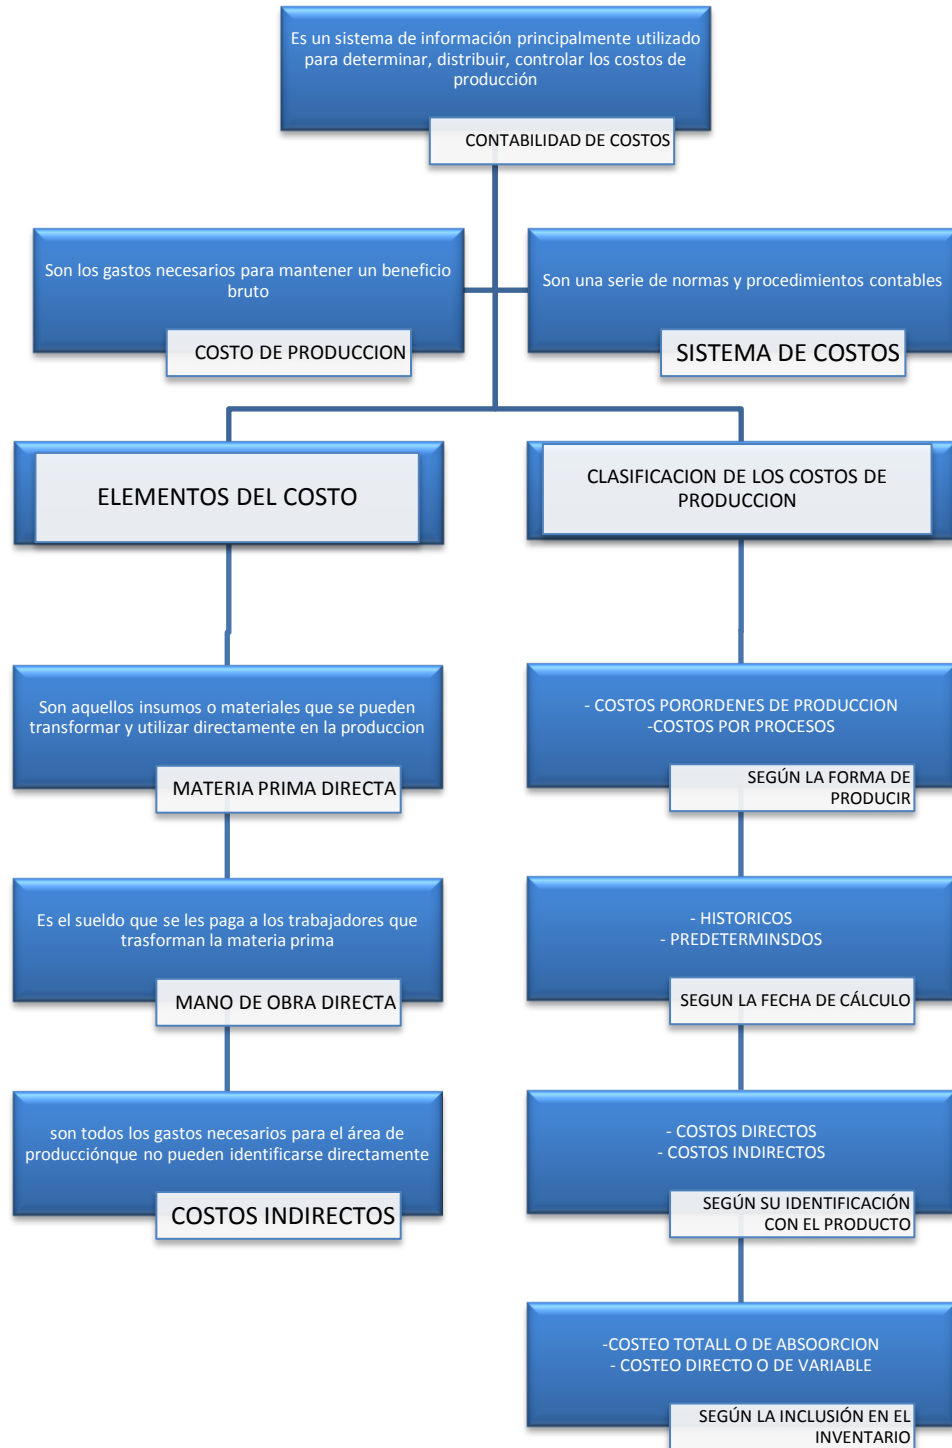 Es un sistema de información principalmente utilizado
para determinar, distribuir, controlar los costos de
producción
CONTABILIDAD DE COSTOS
Son los gastos necesarios para mantener un beneficio
bruto
COSTO DE PRODUCCION
Son una serie de normas y procedimientos contables
SISTEMA DE COSTOS
ELEMENTOS DEL COSTO
Son aquellos insumos o materiales que se pueden
transformar y utilizar directamente en la produccion
MATERIA PRIMA DIRECTA
Es el sueldo que se les paga a los trabajadores que
trasforman la materia prima
MANO DE OBRA DIRECTA
son todos los gastos necesarios para el área de
producciónque no pueden identificarse directamente
COSTOS INDIRECTOS
CLASIFICACION DE LOS COSTOS DE
PRODUCCION
- COSTOS PORORDENES DE PRODUCCION
-COSTOS POR PROCESOS
SEGÚN LA FORMA DE
PRODUCIR
- HISTORICOS
- PREDETERMINSDOS
SEGUN LA FECHA DE CÁLCULO
- COSTOS DIRECTOS
- COSTOS INDIRECTOS
SEGÚN SU IDENTIFICACIÓN
CON EL PRODUCTO
-COSTEO TOTALL O DE ABSOORCION
- COSTEO DIRECTO O DE VARIABLE
SEGÚN LA INCLUSIÓN EN EL
INVENTARIO